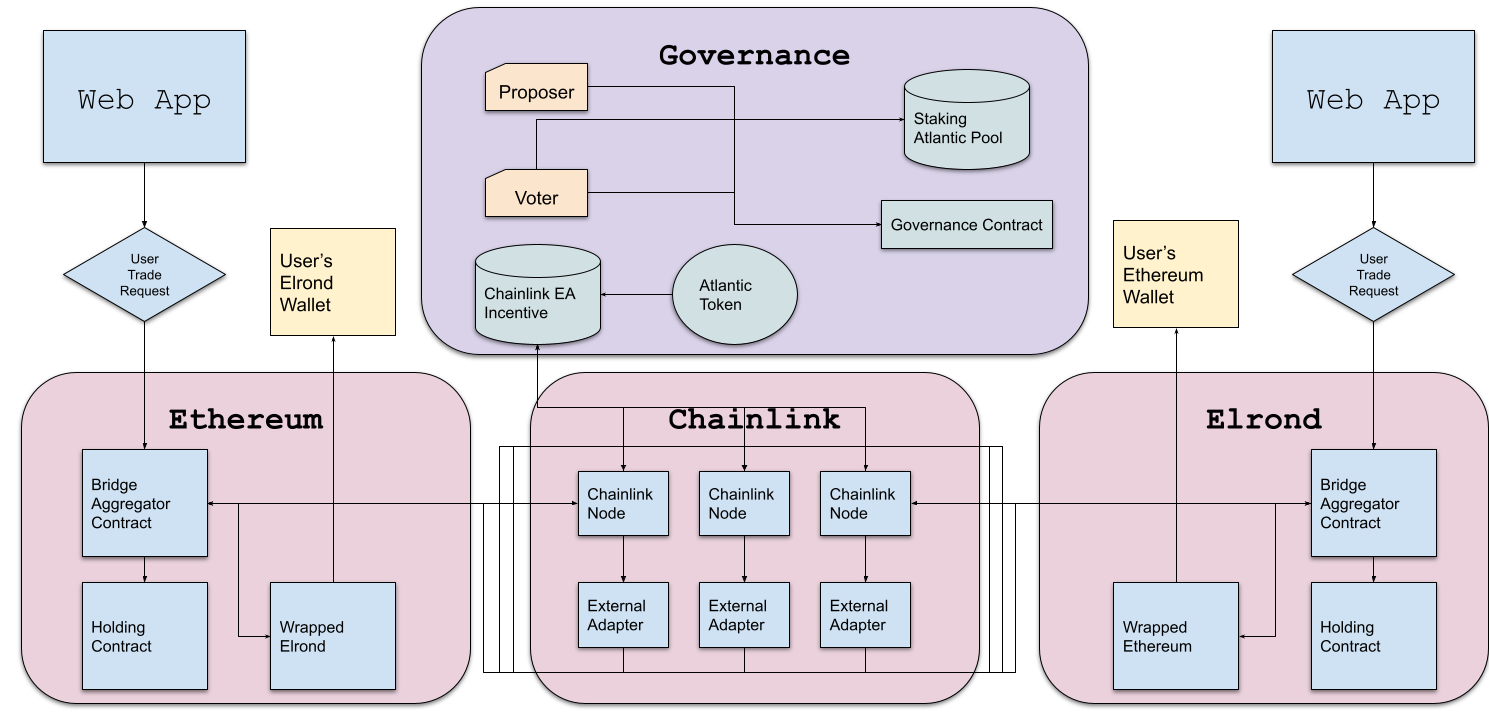 Web App
User
Trade
Request
User's
Elrond
Wallet
Governance
Proposer
Voter
Staking
Atlantic Pool
Governance Contract
Chainlink EA
Incentive
Atlantic
Token
User's
Ethereum
Wallet
Web App
User
Trade
Request
Ethereum
Bridge
Aggregator
Contract
Holding
Contract
Wrapped
Elrond
Chainlink
Chainlink
Node
Chainlink
Node
Chainlink
Node
External
Adapter
External
Adapter
External
Adapter
Elrond
Bridge
Aggregator
Contract
Wrapped
Ethereum
Holding
Contract